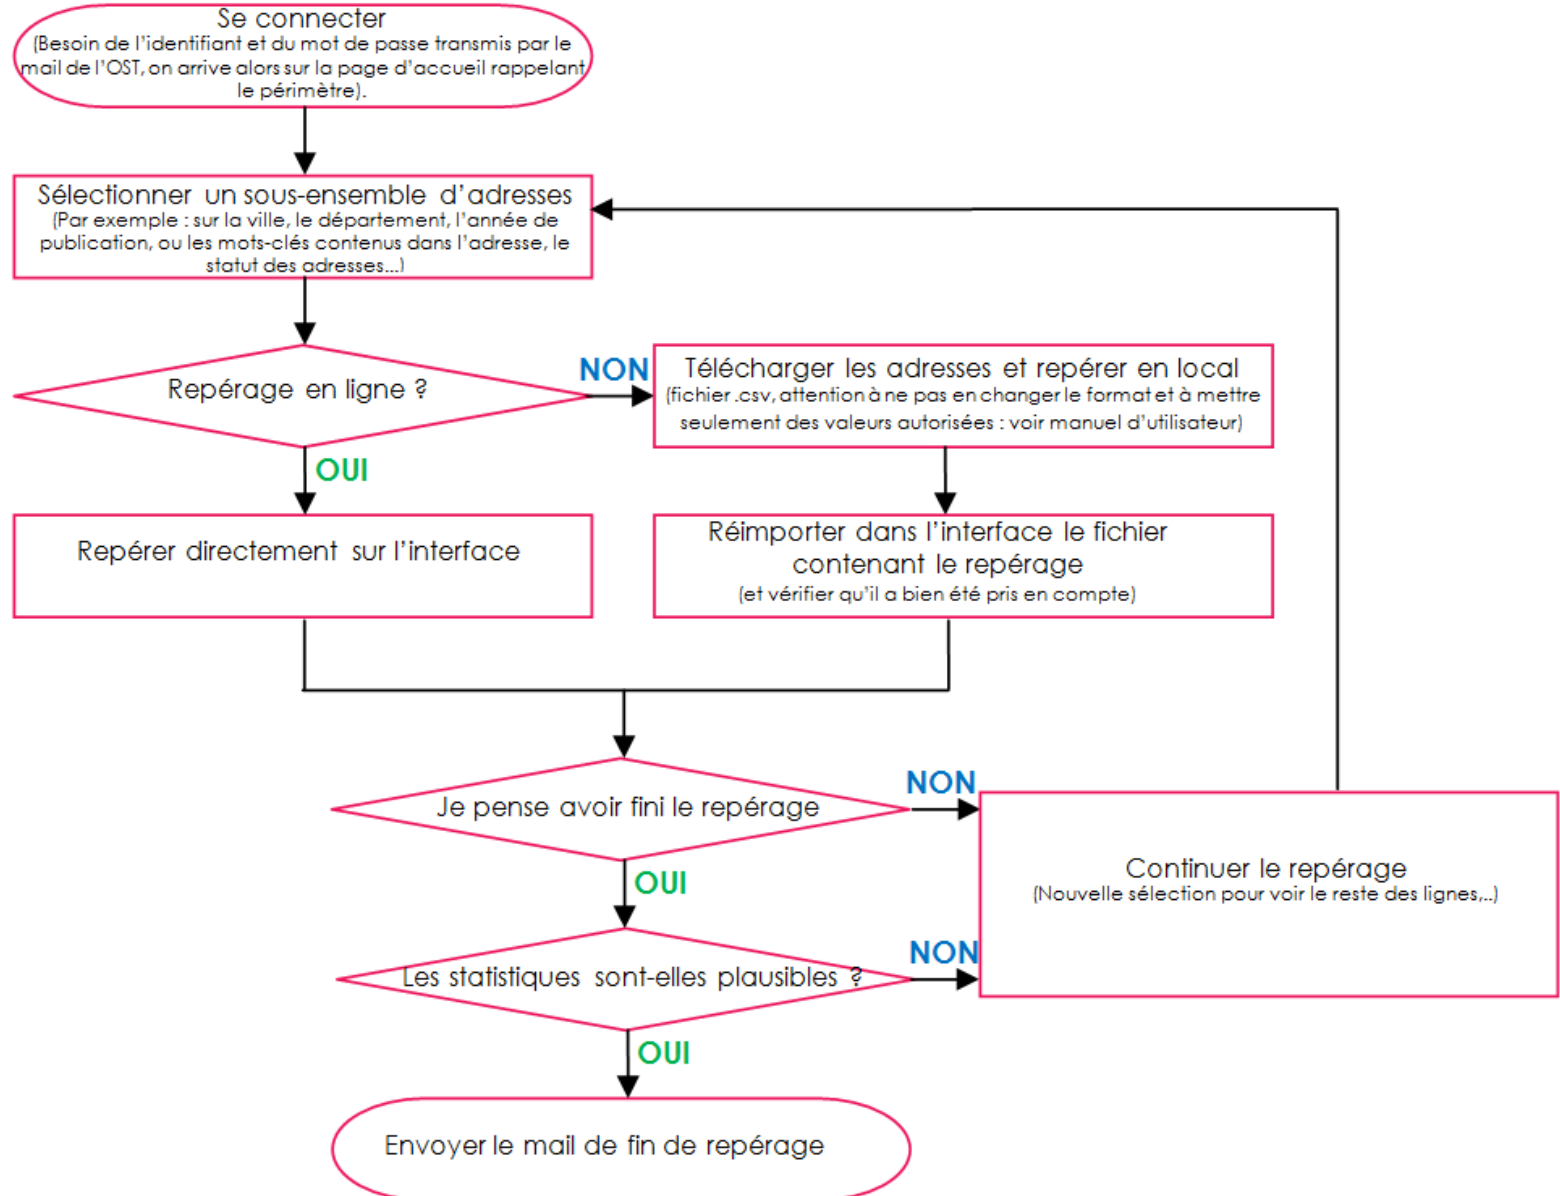 Se connecter
(Besoin de l'identifiant et du mot de passe transmis par le
mail de l'OST, on arrive alors sur la page d'accueil rappelant
le périmètre).
Sélectionner un sous-ensemble d'adresses
(Par exemple : sur la ville, le département, l'année de
publication, ou les mots-clés contenus dans l'adresse, le
statut des adresses...)
Repérage en ligne ?
NON
Télécharger les adresses et repérer en local
(fichier .csv, attention à ne pas en changer le format et à mettre
seulement des valeurs autorisées : voir manuel d'utilisateur)
OUI
Repérer directement sur l'interface
Réimporter dans l'interface le fichier
contenant le repérage
(et vérifier qu'il a bien été pris en compte)
Je pense avoir fini le repérage
NON
Continuer le repérage
(Nouvelle sélection pour voir le reste des lignes,..)
OUI
Les statistiques sont-elles plausibles ?
NON
OUI
Envoyer le mail de fin de repérage